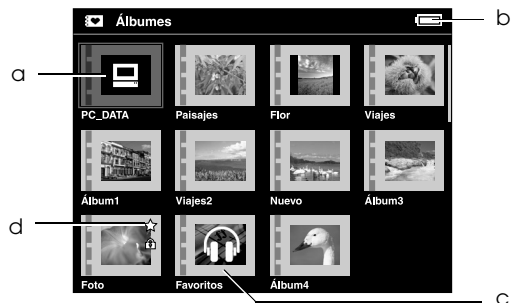 Álbumes
b
a
PC_DATA Paisajes Flor Viajes
Álbum1 Viajes2 Nuevo Álbum3
d
Foto Favoritos Álbum4
c